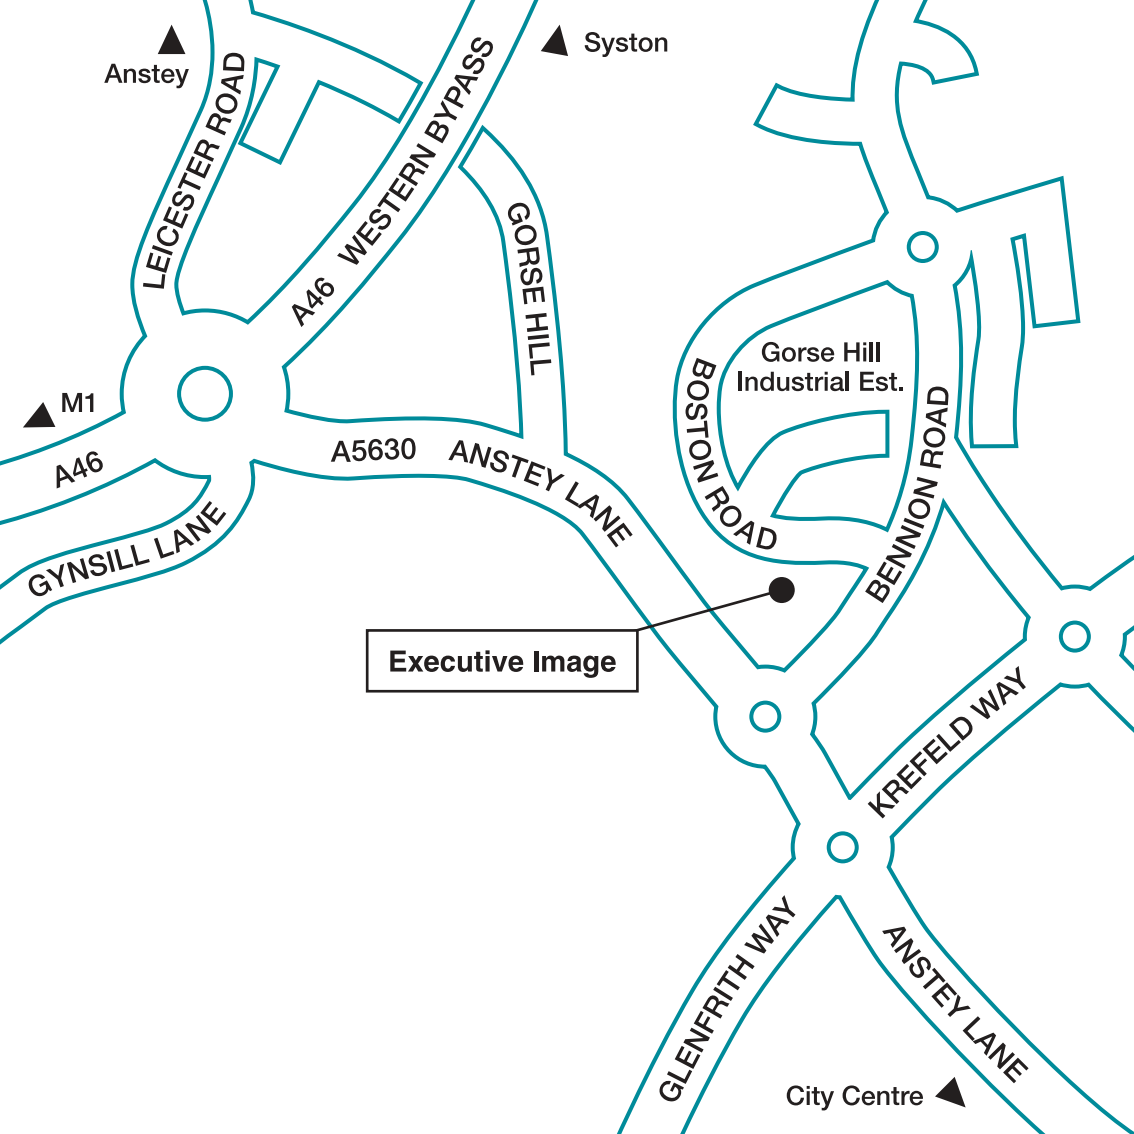 Syston
Anstey
LEICESTER ROAD
A46 WESTERN BYPASS
GORSE HILL
Gorse Hill
Industrial Est.
BOSTON ROAD
BENNION ROAD
M1
A46
A5630 ANSTEY LANE
GYNSILL LANE
Executive Image
KREFELD WAY
GLENFRITH WAY
ANSTEY LANE
City Centre